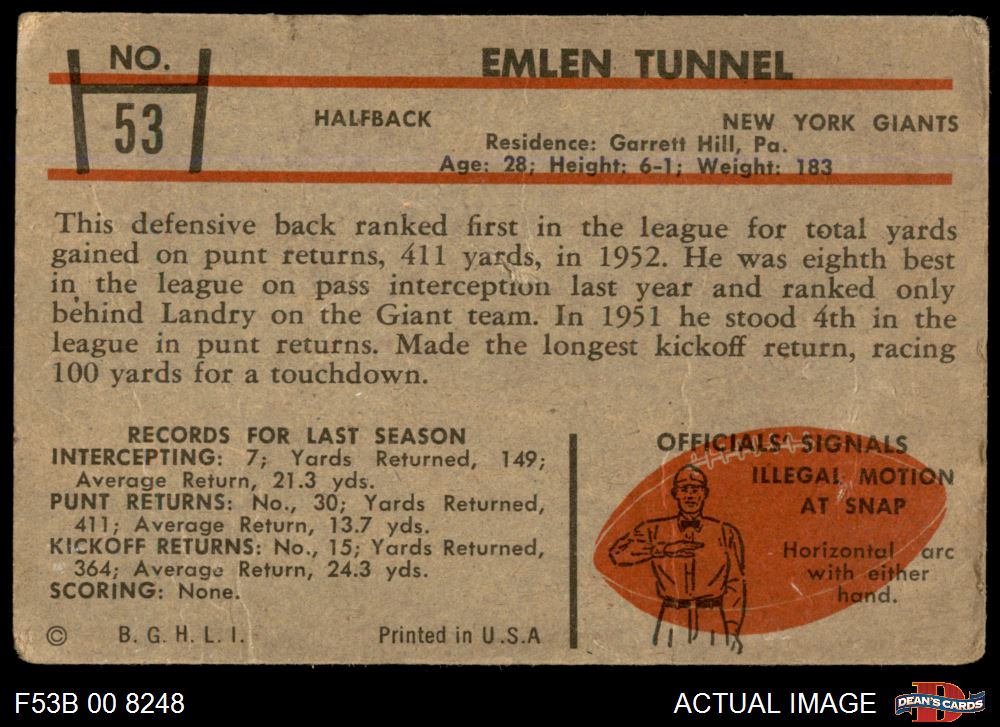 NO.
53
EMLEN TUNNEL
HALFBACK
NEW YORK GIANTS
Residence: Garrett Hill, Pa.
Age: 28; Height: 6-1; Weight: 183
This defensive back ranked first in the league for total yards
gained on punt returns, 411 yards, in 1952. He was eighth best
in the league on pass interception last year and ranked only
behind Landry on the Giant team. In 1951 he stood 4th in the
league in punt returns. Made the longest kickoff return, racing
100 yards for a touchdown.
RECORDS FOR LAST SEASON
INTERCEPTING: 7; Yards Returned, 149;
Average Return, 21.3 yds.
PUNT RETURNS: No., 30; Yards Returned,
411; Average Return, 13.7 yds.
KICKOFF RETURNS: No., 15; Yards Returned,
364; Average Return, 24.3 yds.
SCORING: None.
© B. G. H. L. I. Printed in U.S.A
OFFICIALS' SIGNALS
ILLEGAL MOTION
AT SNAP
Horizontal arc
with either
hand.
F53B 00 8248
ACTUAL IMAGE
D
DEAN'S CARDS